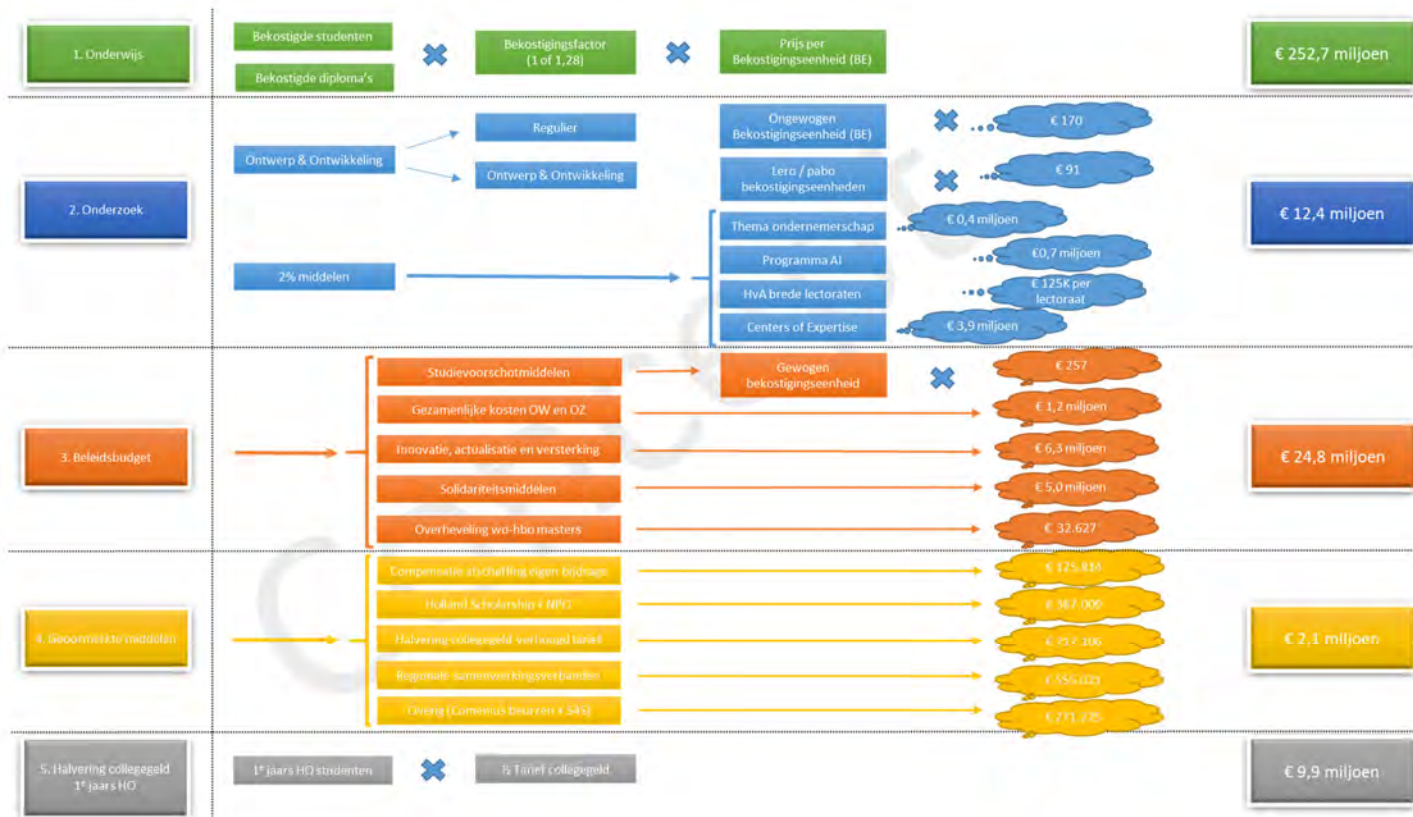 1. Onderwijs
Bekostigde studenten
Bekostigde diploma's
Bekostigingsfactor
(1 of 1,28)
Prijs per
Bekostigingseenheid (BE)
€ 252,7 miljoen
2. Onderzoek
Ontwerp & Ontwikkeling
Regulier
Ontwerp & Ontwikkeling
Ongewogen
Bekostigingseenheid (BE)
€ 170
Lero / pabo
bekostigingseenheden
€ 91
2% middelen
Thema ondernemerschap
€ 0,4 miljoen
Programma AI
€0,7 miljoen
HvA brede lectoraten
€ 125K per
lectoraat
Centers of Expertise
€ 3,9 miljoen
€ 12,4 miljoen
3. Beleidsbudget
Studievoorschotmiddelen
Gewogen
bekostigingseenheid
€ 257
Gezamenlijke kosten OW en OZ
€ 1,2 miljoen
Innovatie, actualisatie en versterking
€ 6,3 miljoen
Solidariteitsmiddelen
€ 5,0 miljoen
Overheveling wo-hbo masters
€ 32.627
€ 24,8 miljoen
4. Geoormerkte middelen
Compensatie afschaffing eigen bijdrage
Holland Scholarship
Halvering collegegeld verhoogd tarief
Regionale samenwerkingsverbanden
Overig (Comenius beurzen
€ 2,1 miljoen
5. Halvering collegegeld
1e jaars HO
1e jaars HO studenten
½ Tarief collegegeld
€ 9,9 miljoen